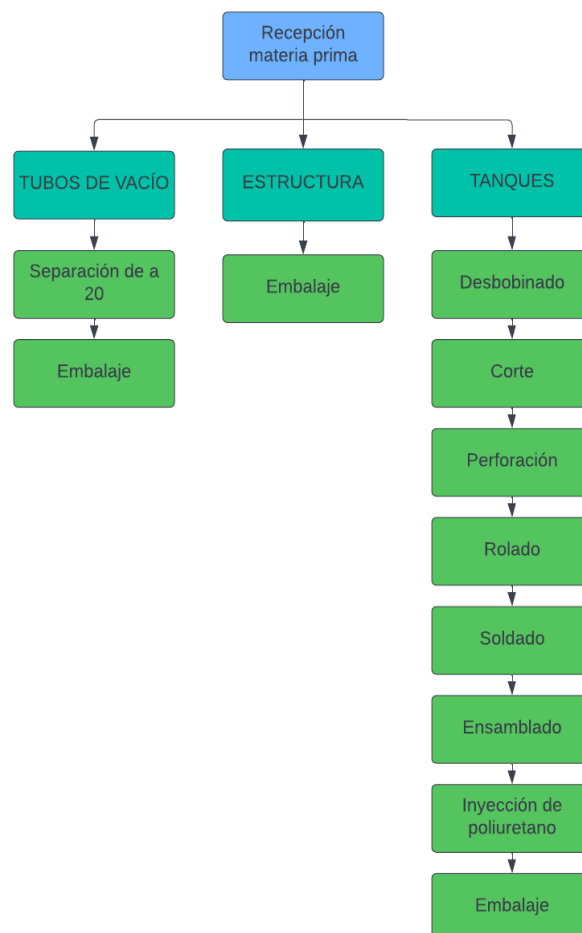 Recepción
materia prima
TUBOS DE VACÍO
ESTRUCTURA
TANQUES
Separación de a
20
Embalaje
Embalaje
Desbobinado
Corte
Perforación
Rolado
Soldado
Ensamblado
Inyección de
poliuretano
Embalaje